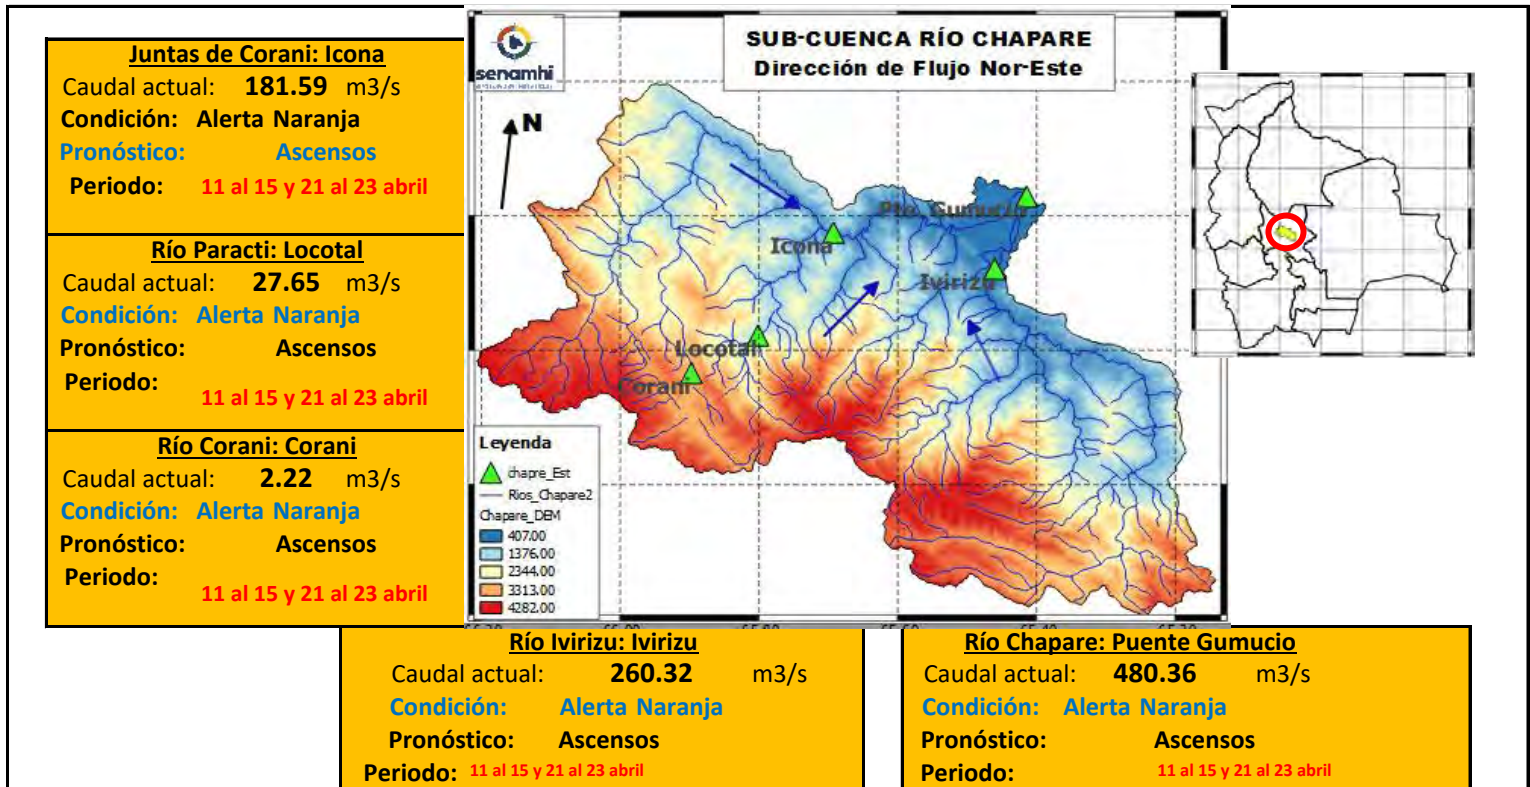 Juntas de Corani: Icona
Caudal actual: 181.59 m3/s
Condición: Alerta Naranja
Pronóstico: Ascensos
Periodo: 11 al 15 y 21 al 23 abril
Río Paracti: Locotal
Caudal actual: 27.65 m3/s
Condición: Alerta Naranja
Pronóstico: Ascensos
Periodo:
11 al 15 y 21 al 23 abril
Río Corani: Corani
Caudal actual: 2.22 m3/s
Condición: Alerta Naranja
Pronóstico: Ascensos
Periodo:
11 al 15 y 21 al 23 abril
senamhi
SUB-CUENCA RÍO CHAPARE
Dirección de Flujo Nor-Este
N
Pto. Gumucio
Icona
Ivirizu
Locotal
Corani
Leyenda
chapre_Est
Rios_Chapare2
Chapare_DEM
407.00
1376.00
2344.00
3313.00
4282.00
Río Ivirizu: Ivirizu
Caudal actual: 260.32 m3/s
Condición: Alerta Naranja
Pronóstico: Ascensos
Periodo: 11 al 15 y 21 al 23 abril
Río Chapare: Puente Gumucio
Caudal actual: 480.36 m3/s
Condición: Alerta Naranja
Pronóstico: Ascensos
Periodo: 11 al 15 y 21 al 23 abril